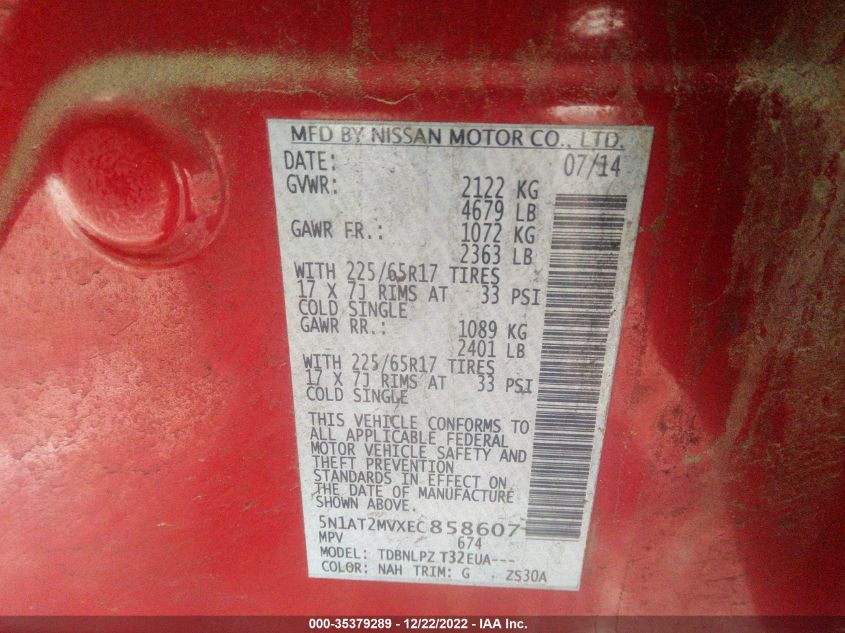 MFD BY NISSAN MOTOR CO., LTD.
DATE: 07/14
GVWR: 2122 KG
4679 LB
GAWR FR.: 1072 KG
2363 LB
WITH 225/65R17 TIRES
17 X 7J RIMS AT 33 PSI
COLD SINGLE
GAWR RR.: 1089 KG
2401 LB
WITH 225/65R17 TIRES
17 X 7J RIMS AT 33 PSI
COLD SINGLE
THIS VEHICLE CONFORMS TO
ALL APPLICABLE FEDERAL
MOTOR VEHICLE SAFETY AND
THEFT PREVENTION
STANDARDS IN EFFECT ON
THE DATE OF MANUFACTURE
SHOWN ABOVE.
5N1AT2MVXEC858607
MPV 674
MODEL: TDBNLPZ T32EUA---
COLOR: NAH TRIM: G ZS30A
000-35379289 - 12/22/2022 - IAA Inc.